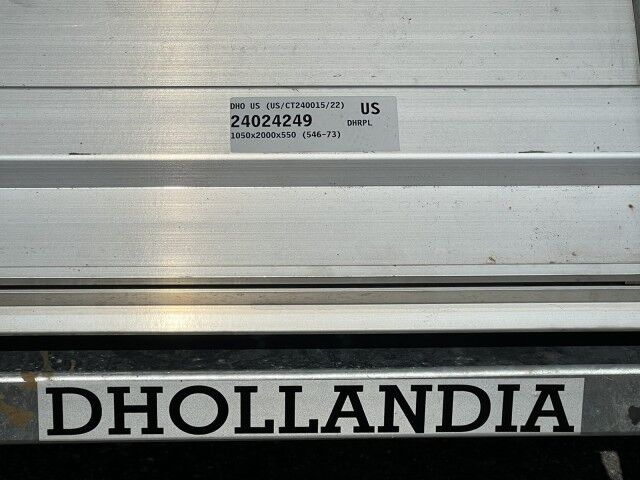 DHO US (US/CT240015/22) US
24024249 DHRPL
1050x2000x550 (546-73)
DHOLLANDIA